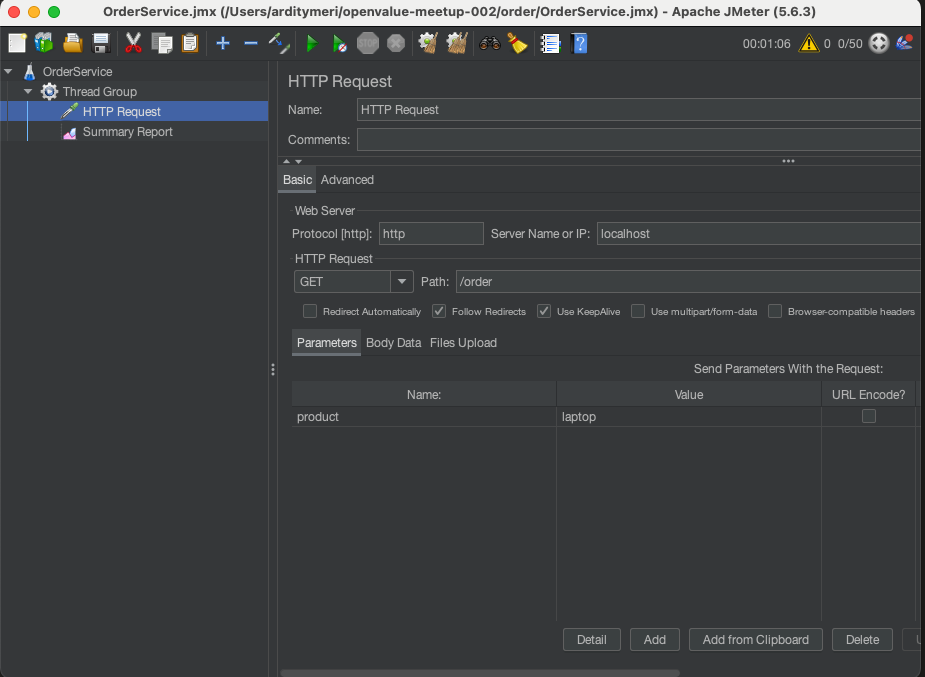 OrderService.jmx (/Users/arditymeri/openvalue-meetup-002/order/OrderService.jmx) - Apache JMeter (5.6.3)
STOP 00:01:06 0 0/50
OrderService
Thread Group
HTTP Request
Summary Report
HTTP Request
Name: HTTP Request
Comments:
Basic Advanced
Web Server
Protocol [http]: http Server Name or IP: localhost
HTTP Request
GET Path: /order
Redirect Automatically Follow Redirects Use KeepAlive Use multipart/form-data Browser-compatible headers
Parameters Body Data Files Upload
Send Parameters With the Request:
Name: Value URL Encode?
product laptop
Detail Add Add from Clipboard Delete